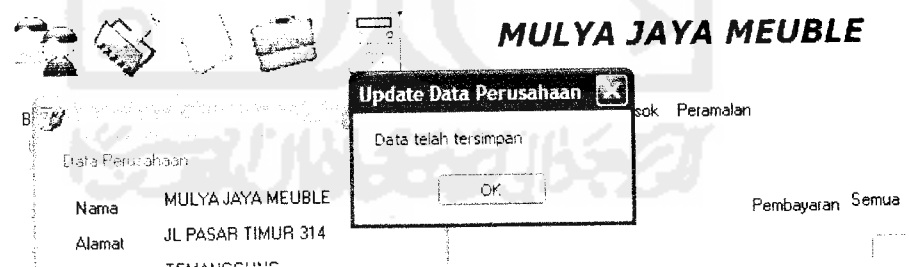 MULYA JAYA MEUBLE
Update Data Perusahaan
sok Peramalan
Data telah tersimpan
Data Perusahaan
OK
Nama MULYA JAYA MEUBLE
Pembayaran Semua
Alamat JL PASAR TIMUR 314
TEMANGGUNG